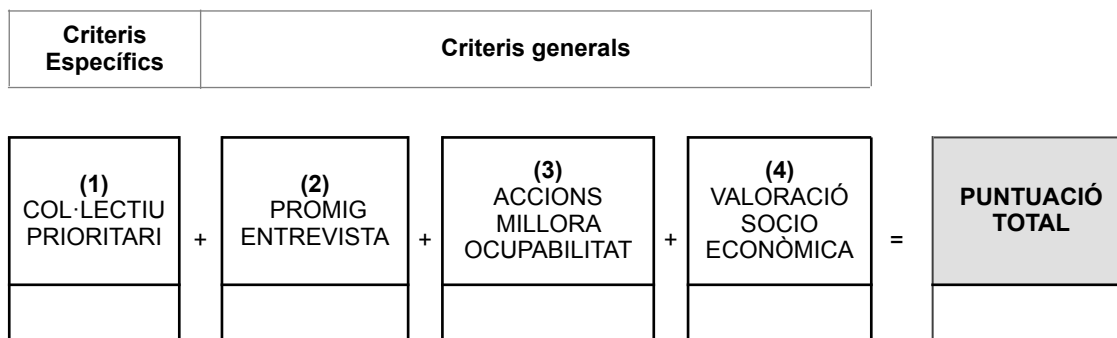 Criteris
Específics
Criteris generals
(1)
COL·LECTIU
PRIORITARI
+
(2)
PROMIG
ENTREVISTA
+
(3)
ACCIONS
MILLORA
OCUPABILITAT
+
(4)
VALORACIÓ
SOCIO
ECONÒMICA
=
PUNTUACIÓ
TOTAL